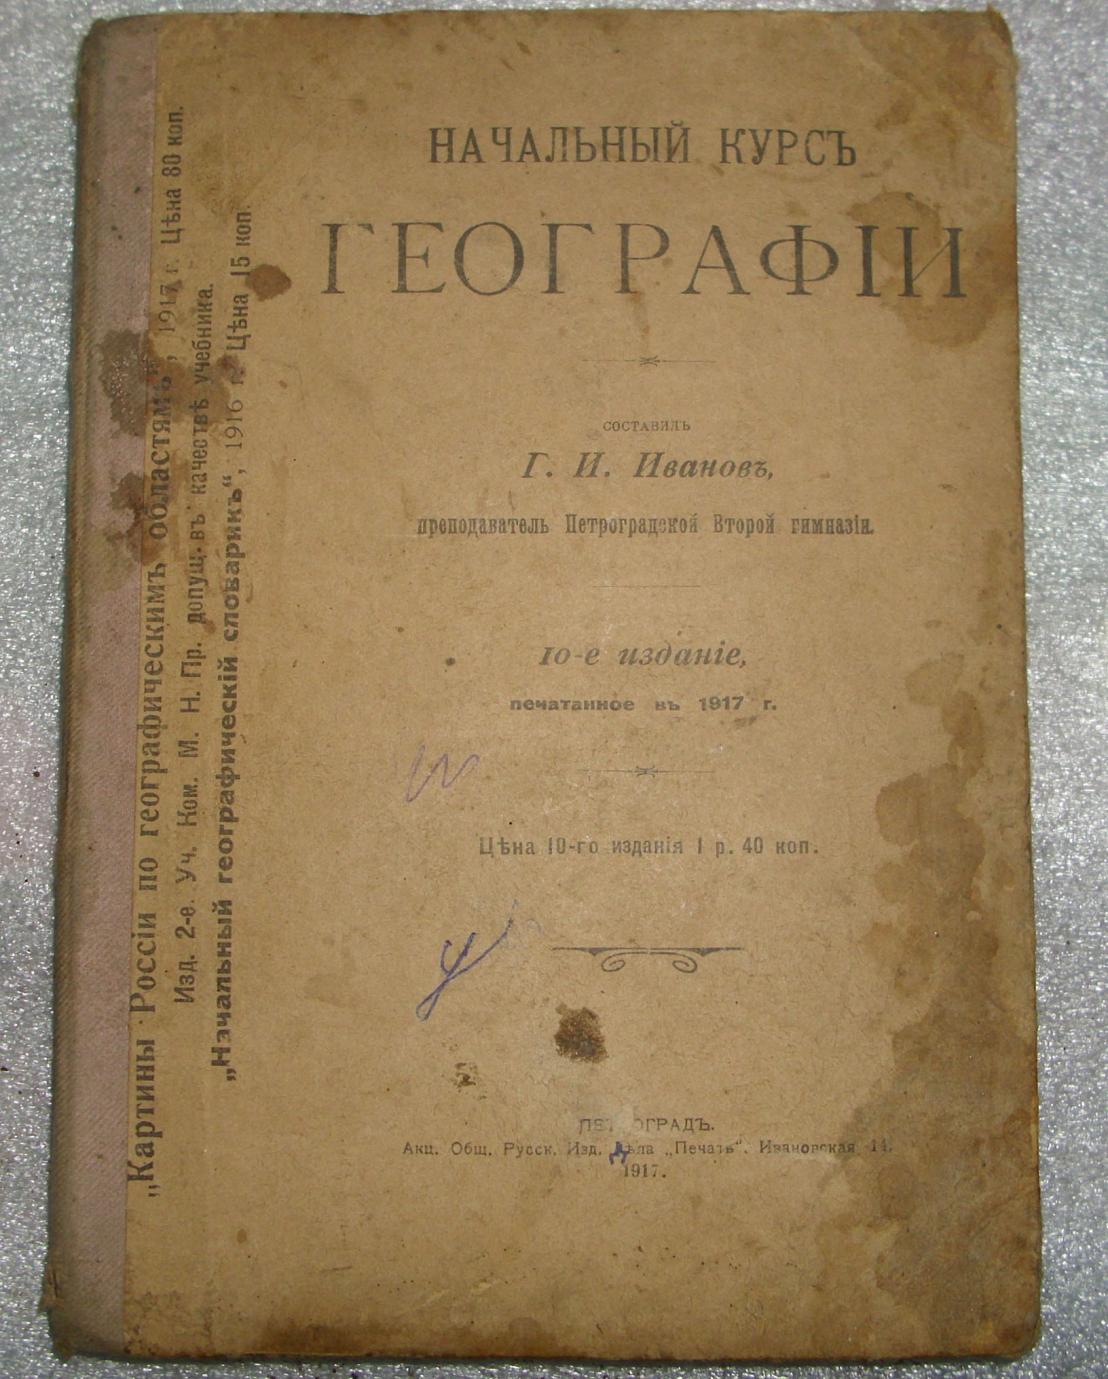 НАЧАЛЬНЫЙ КУРСЪ
ГЕОГРАФІИ
СОСТАВИЛЪ
Г. И. Ивановъ,
преподаватель Петроградской Второй гимназіи.
10-е изданіе,
печатанное въ 1917 г.
Цѣна 10-го изданія 1 р. 40 коп.
ПЕТРОГРАДЪ.
Акц. Общ. Русск. Изд. Дѣла „Печать“. Ивановская 14.
1917.
„Картины Россіи по географическимъ областямъ“, 1917 г. Цѣна 80 коп.
Изд. 2-е. Уч. Ком. М. Н. Пр. допущ. въ качествѣ учебника.
„Начальный географическій словарикъ“, 1916 г. Цѣна 15 коп.